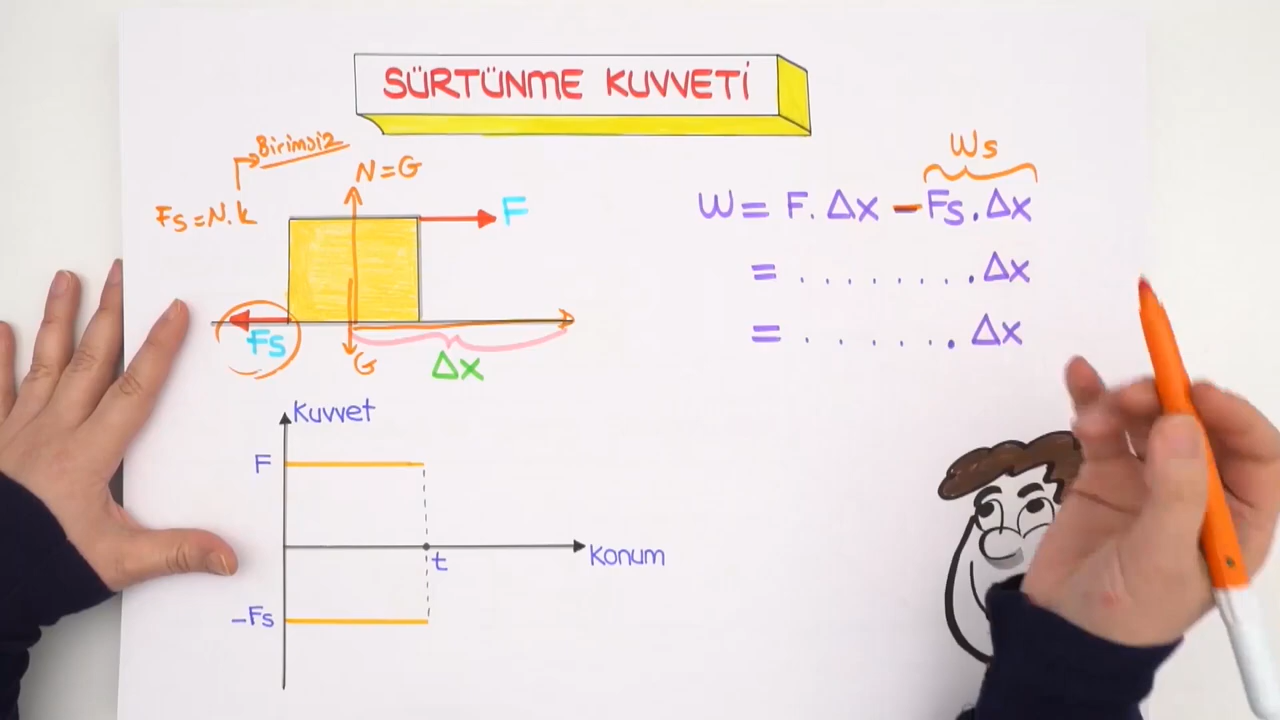 SÜRTÜNME KUVVETİ
Birimsiz
N=G
Fs=N.k
F
Fs
G
Δx
Ws
W= F.Δx - Fs.Δx
= . . . . . . . . Δx
= . . . . . . . Δx
Kuvvet
F
t
Konum
-Fs